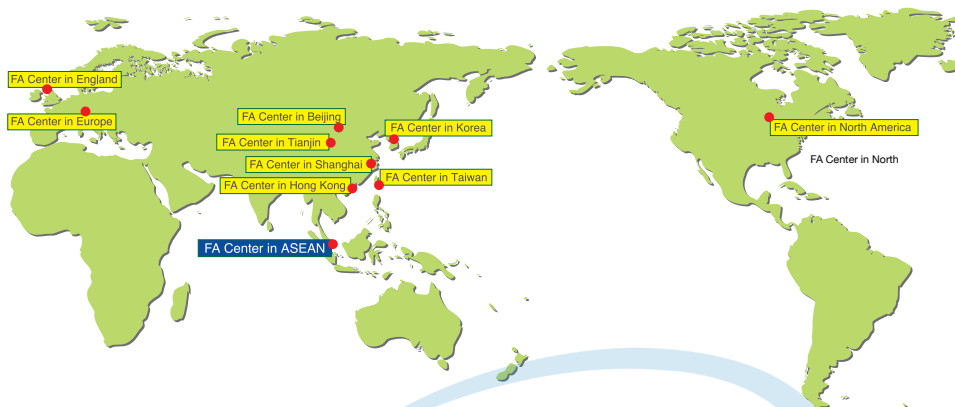 FA Center in England
FA Center in Europe
FA Center in Beijing
FA Center in Korea
FA Center in North America
FA Center in Tianjin
FA Center in North
FA Center in Shanghai
FA Center in Taiwan
FA Center in Hong Kong
FA Center in ASEAN